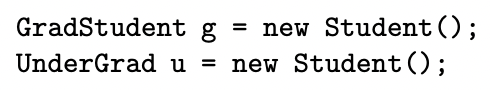 GradStudent g = new Student();
UnderGrad u = new Student();